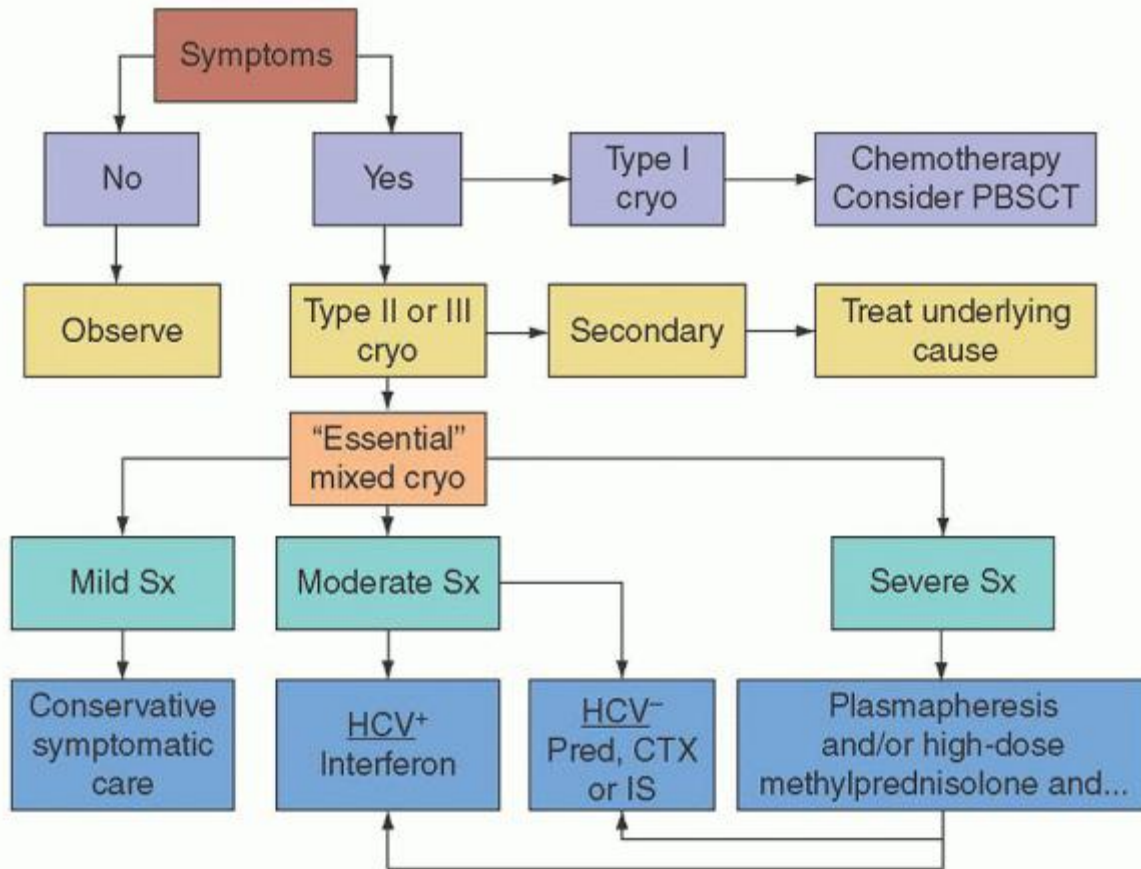 Symptoms
No
Yes
Type I
cryo
Chemotherapy
Consider PBSCT
Observe
Type II or III
cryo
Secondary
Treat underlying
cause
“Essential”
mixed cryo
Mild Sx
Moderate Sx
Severe Sx
Conservative
symptomatic
care
HCV⁺
Interferon
HCV⁻
Pred, CTX
or IS
Plasmapheresis
and/or high-dose
methylprednisolone and...